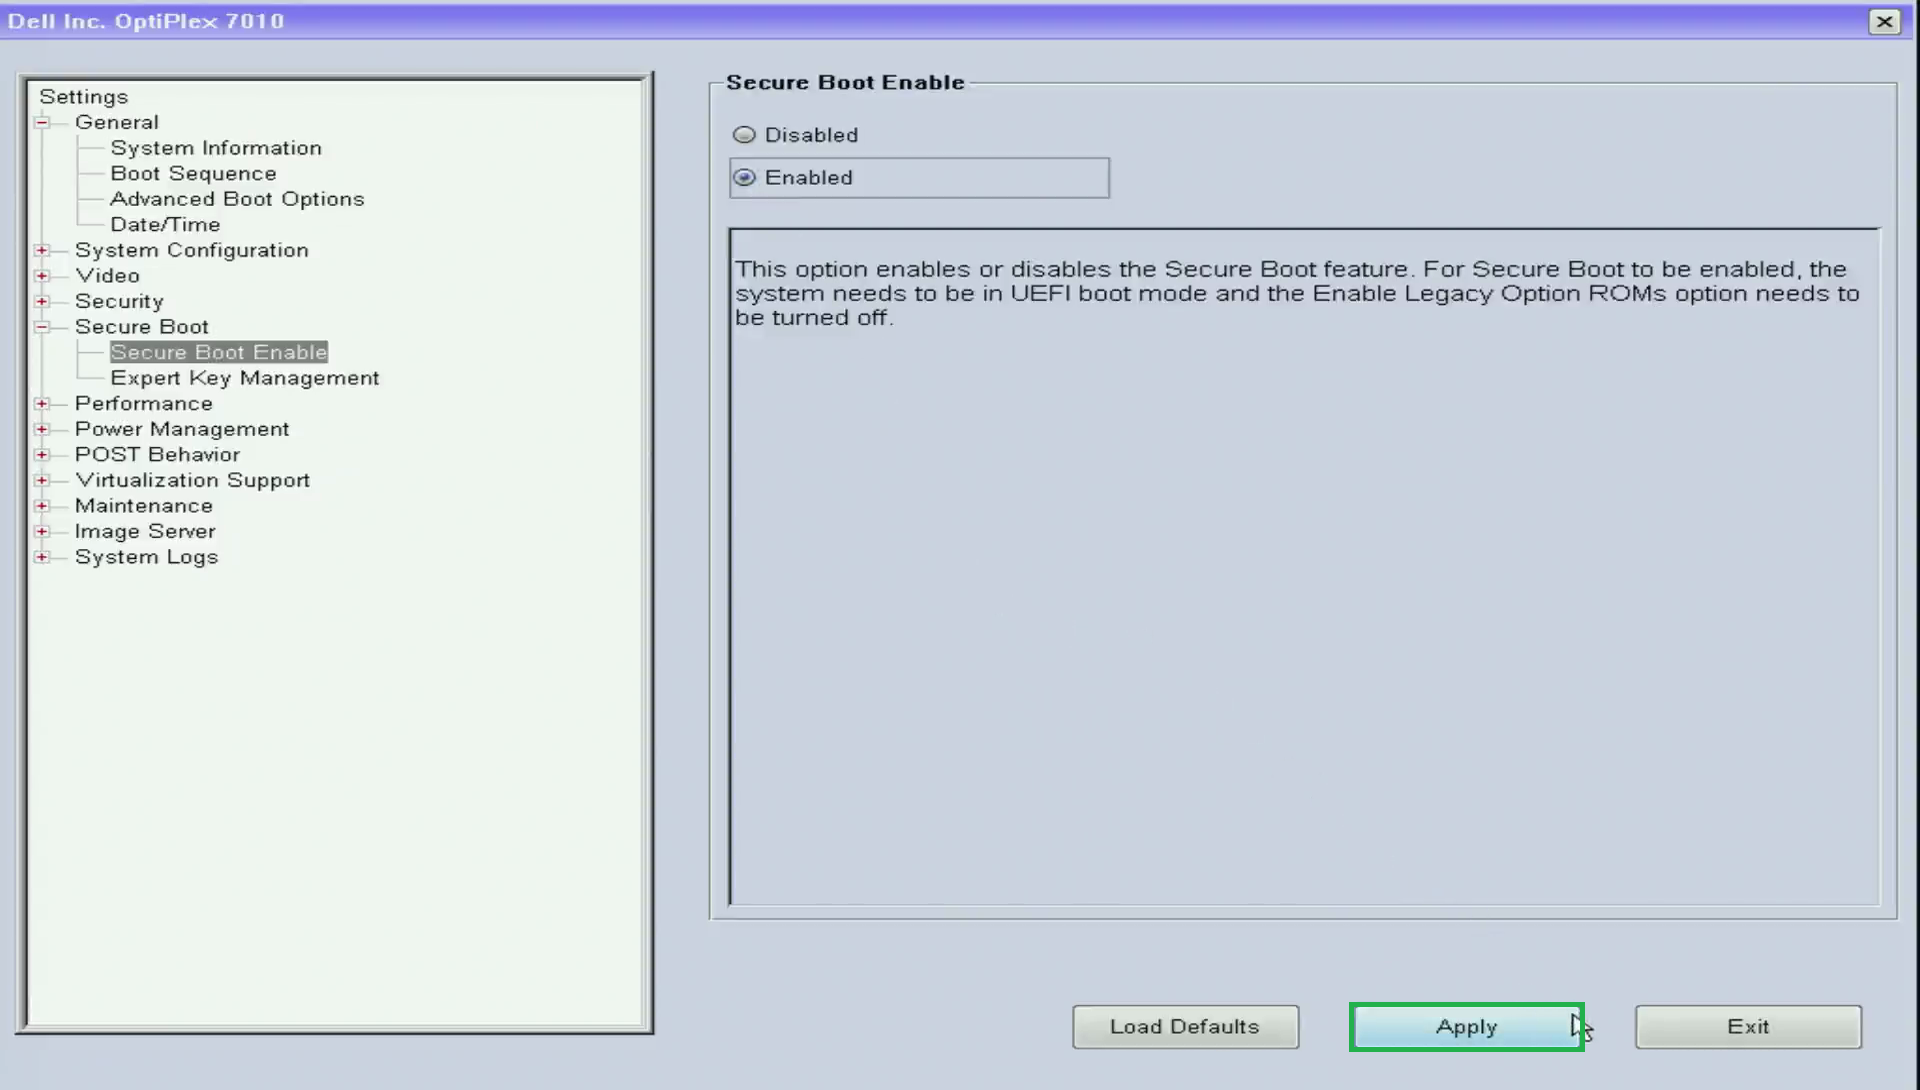 Dell Inc. OptiPlex 7010
Settings
General
System Information
Boot Sequence
Advanced Boot Options
Date/Time
System Configuration
Video
Security
Secure Boot
Secure Boot Enable
Expert Key Management
Performance
Power Management
POST Behavior
Virtualization Support
Maintenance
Image Server
System Logs
Secure Boot Enable
Disabled
Enabled
This option enables or disables the Secure Boot feature. For Secure Boot to be enabled, the
system needs to be in UEFI boot mode and the Enable Legacy Option ROMs option needs to
be turned off.
Load Defaults
Apply
Exit